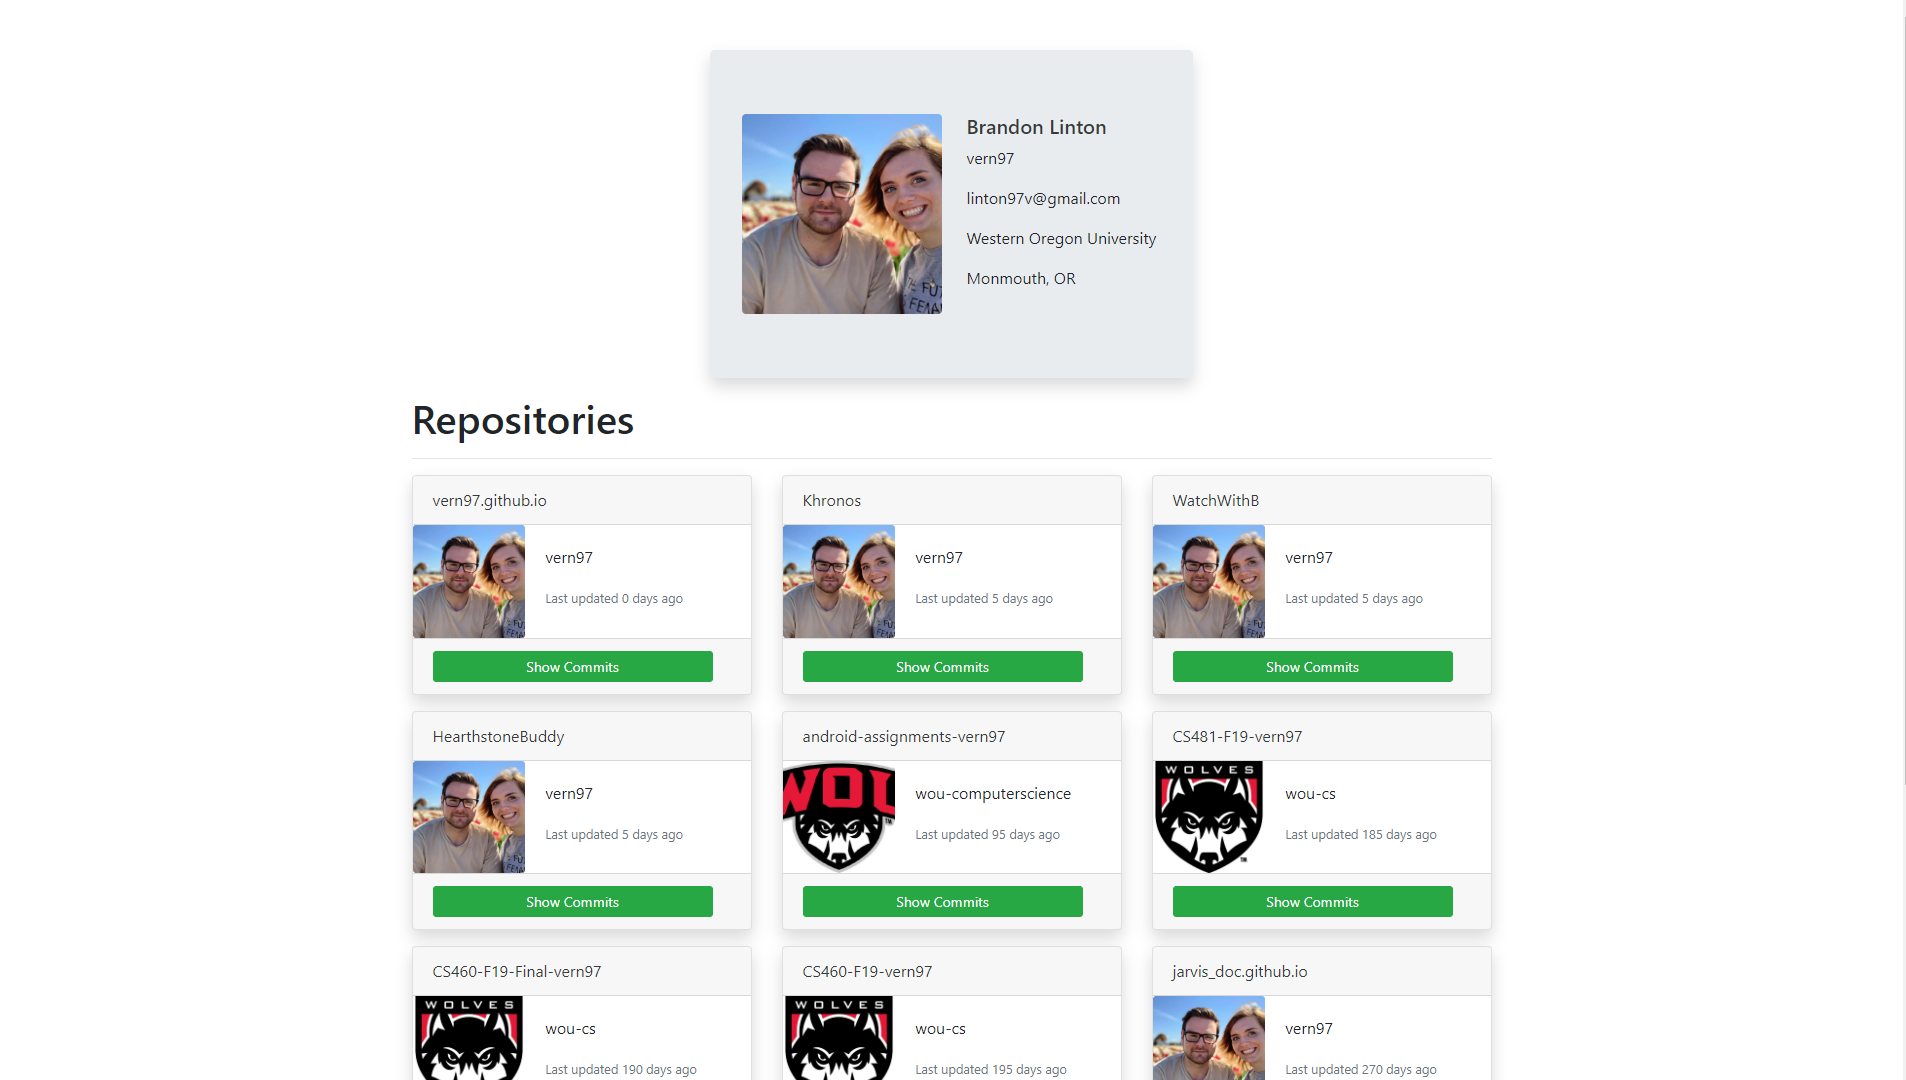 Brandon Linton
vern97
linton97v@gmail.com
Western Oregon University
Monmouth, OR
Repositories
vern97.github.io
vern97
Last updated 0 days ago
Show Commits
Khronos
vern97
Last updated 5 days ago
Show Commits
WatchWithB
vern97
Last updated 5 days ago
Show Commits
HearthstoneBuddy
vern97
Last updated 5 days ago
Show Commits
android-assignments-vern97
WOU
wou-computerscience
Last updated 95 days ago
Show Commits
CS481-F19-vern97
WOLVES
wou-cs
Last updated 185 days ago
Show Commits
CS460-F19-Final-vern97
WOLVES
wou-cs
Last updated 190 days ago
CS460-F19-vern97
WOLVES
wou-cs
Last updated 195 days ago
jarvis_doc.github.io
vern97
Last updated 270 days ago